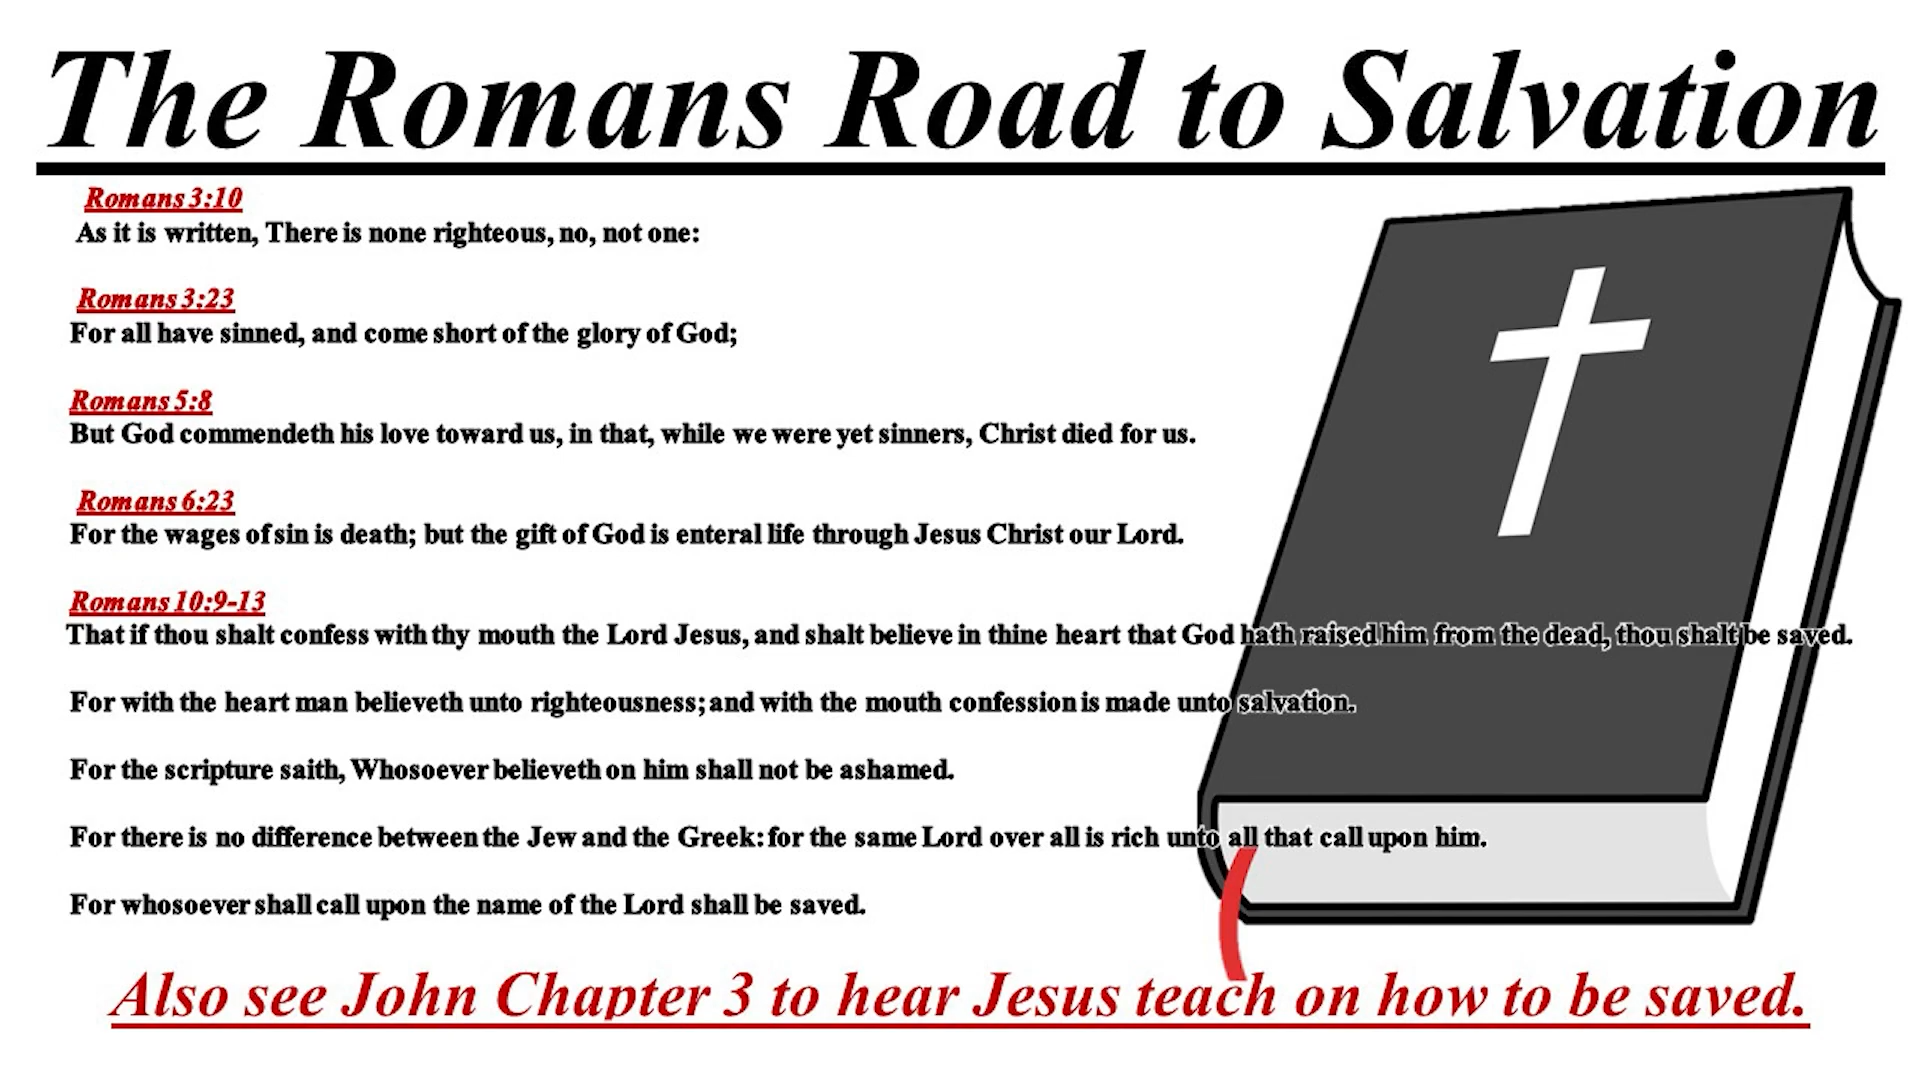 The Romans Road to Salvation
Romans 3:10
As it is written, There is none righteous, no, not one:
Romans 3:23
For all have sinned, and come short of the glory of God;
Romans 5:8
But God commendeth his love toward us, in that, while we were yet sinners, Christ died for us.
Romans 6:23
For the wages of sin is death; but the gift of God is enteral life through Jesus Christ our Lord.
Romans 10:9-13
That if thou shalt confess with thy mouth the Lord Jesus, and shalt believe in thine heart that God hath raised him from the dead, thou shalt be saved.
For with the heart man believeth unto righteousness; and with the mouth confession is made unto salvation.
For the scripture saith, Whosoever believeth on him shall not be ashamed.
For there is no difference between the Jew and the Greek: for the same Lord over all is rich unto all that call upon him.
For whosoever shall call upon the name of the Lord shall be saved.
Also see John Chapter 3 to hear Jesus teach on how to be saved.